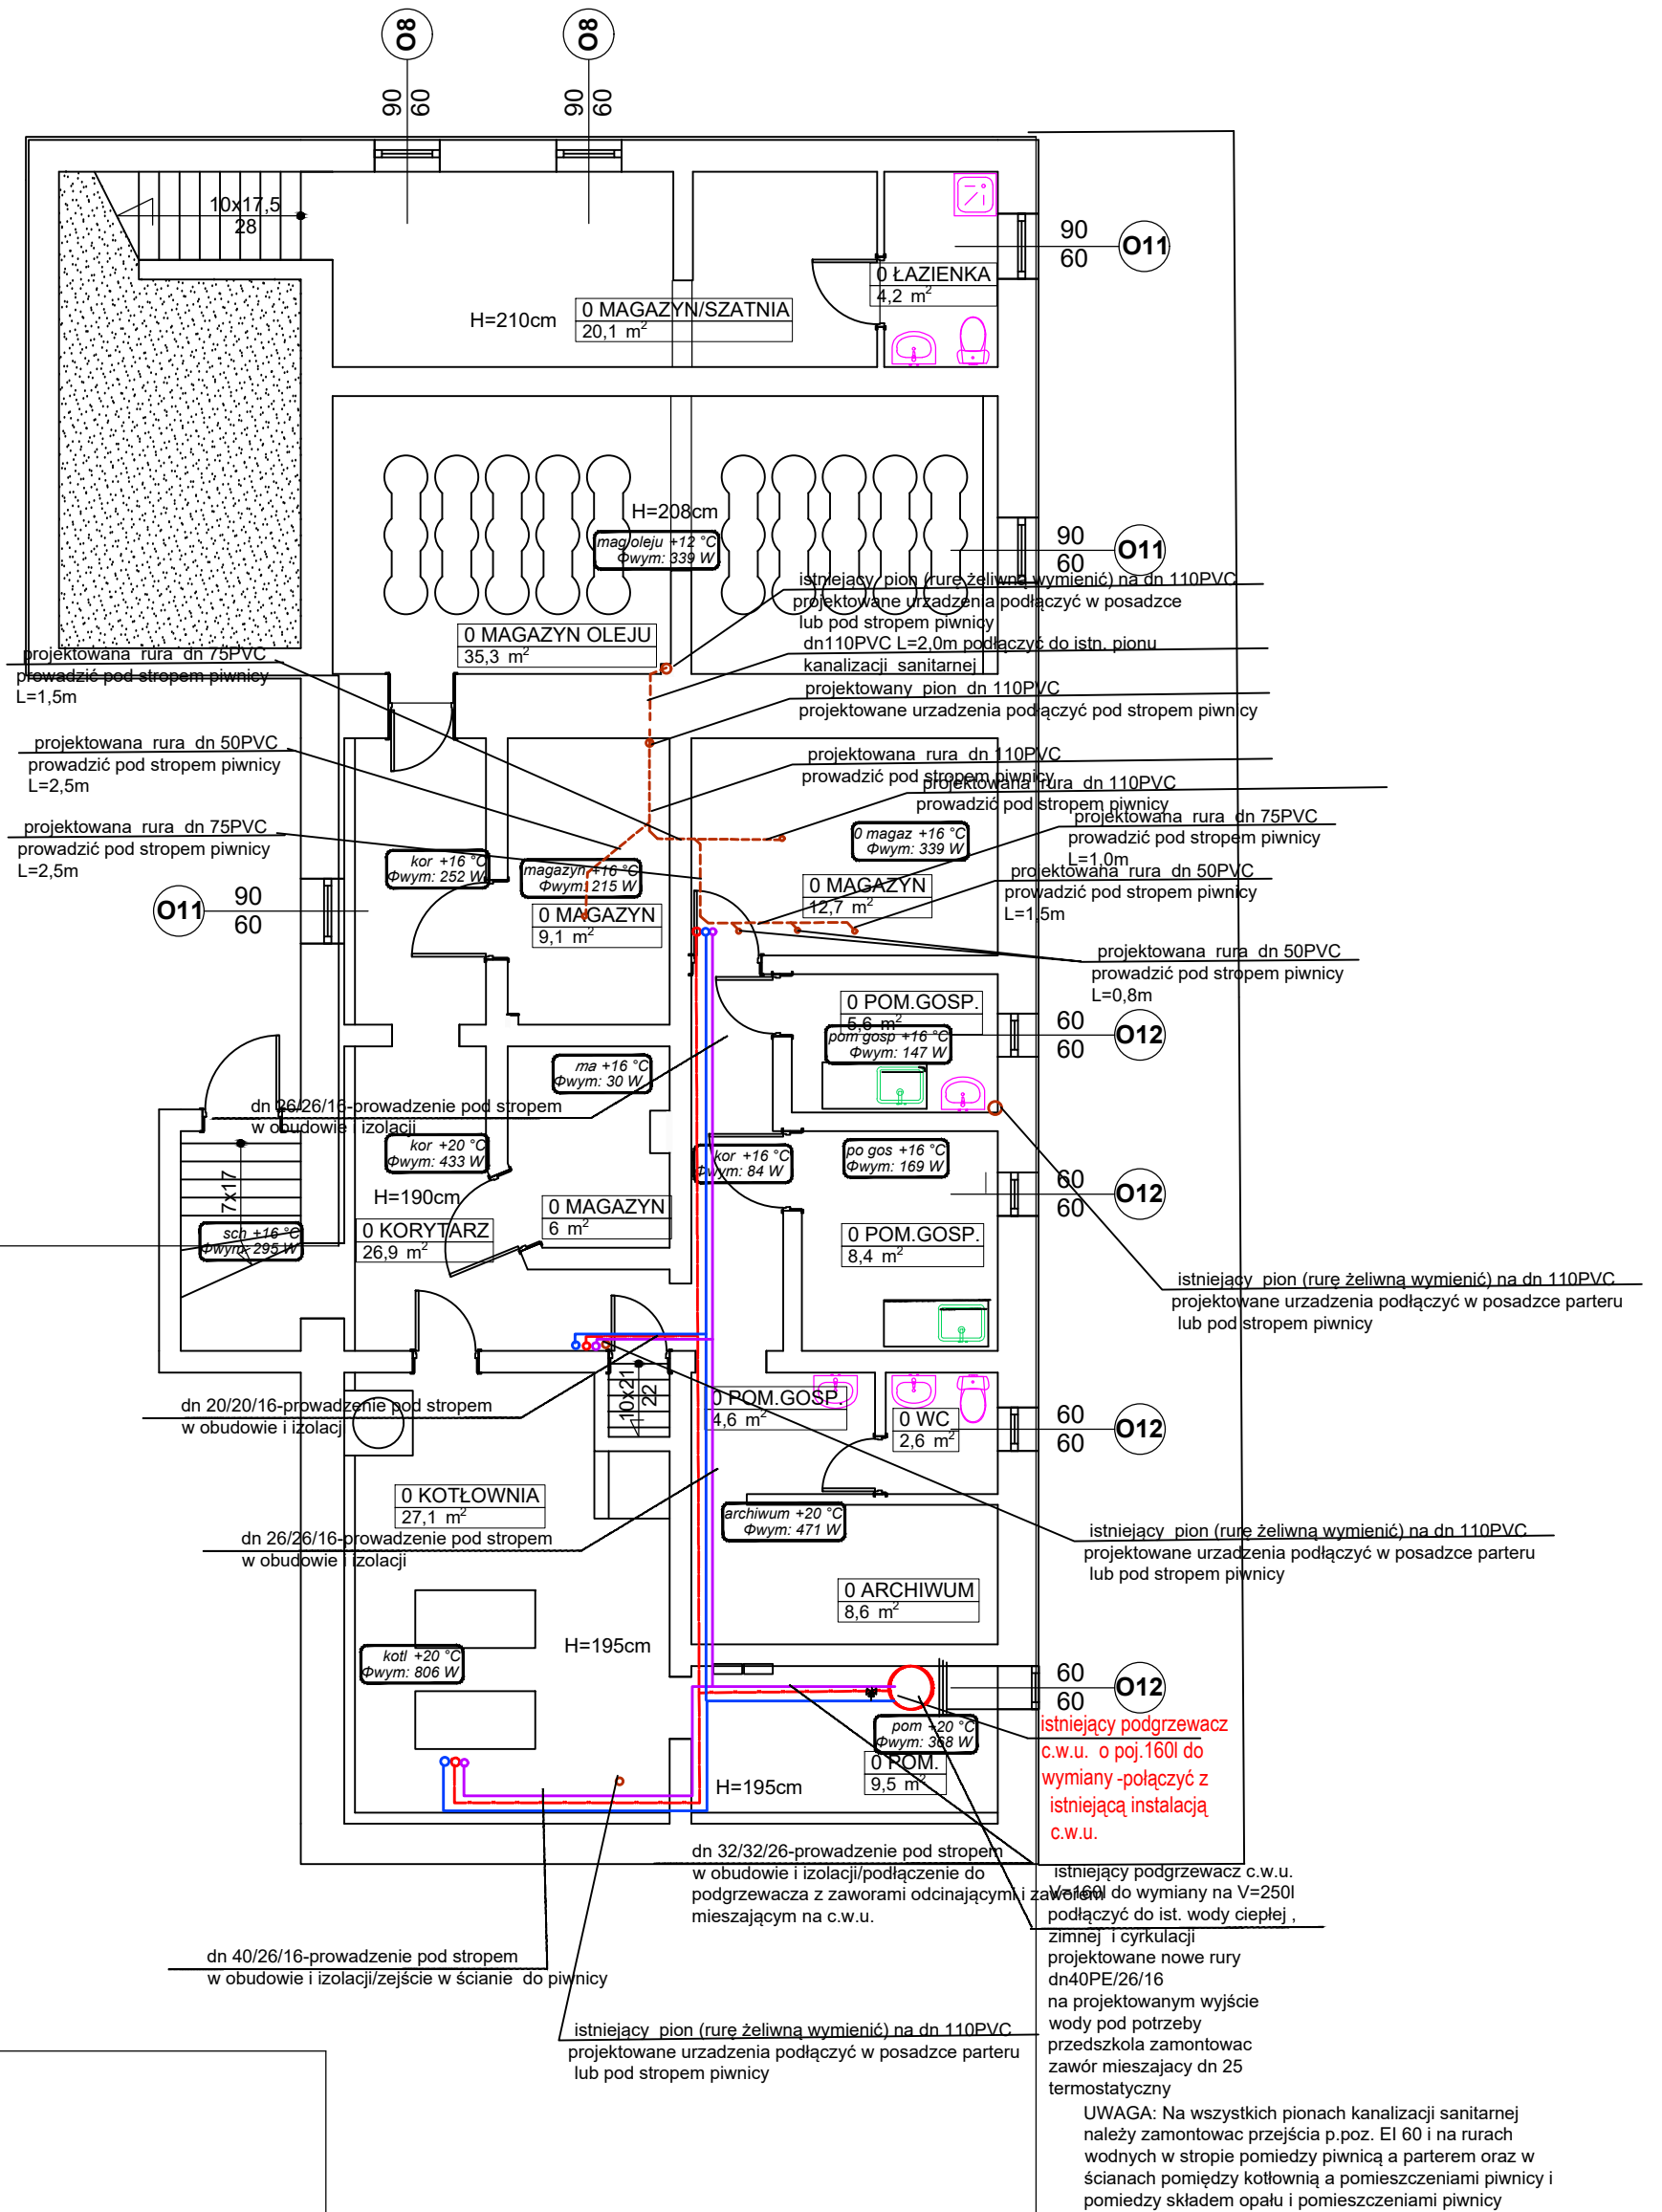 O8
O8
90
60
90
60
10x17,5
28
90
60
O11
0 ŁAZIENKA
4,2 m²
0 MAGAZYN/SZATNIA
20,1 m²
H=210cm
H=208cm
mag oleju +12 °C
Φwym: 339 W
90
60
O11
istniejący pion (rurę żeliwną wymienić) na dn 110PVC
projektowane urzadzenia podłączyć w posadzce
lub pod stropem piwnicy
0 MAGAZYN OLEJU
35,3 m²
dn110PVC L=2,0m podłączyć do istn. pionu
kanalizacji sanitarnej
projektowana rura dn 75PVC
prowadzić pod stropem piwnicy
L=1,5m
projektowany pion dn 110PVC
projektowane urzadzenia podłączyć pod stropem piwnicy
projektowana rura dn 50PVC
prowadzić pod stropem piwnicy
L=2,5m
projektowana rura dn 110PVC
prowadzić pod stropem piwnicy
projektowana rura dn 110PVC
prowadzić pod stropem piwnicy
projektowana rura dn 75PVC
prowadzić pod stropem piwnicy
L=2,5m
projektowana rura dn 75PVC
prowadzić pod stropem piwnicy
L=1,0m
0 magaz +16 °C
Φwym: 339 W
kor +16 °C
Φwym: 252 W
magazyn +16 °C
Φwym: 215 W
projektowana rura dn 50PVC
prowadzić pod stropem piwnicy
L=1,5m
0 MAGAZYN
12,7 m²
O11
90
60
0 MAGAZYN
9,1 m²
projektowana rura dn 50PVC
prowadzić pod stropem piwnicy
L=0,8m
0 POM.GOSP.
5,6 m²
pom gosp +16 °C
Φwym: 147 W
60
60
O12
ma +16 °C
Φwym: 30 W
dn 26/26/16-prowadzenie pod stropem
w obudowie i izolacji
kor +20 °C
Φwym: 433 W
kor +16 °C
Φwym: 84 W
po gos +16 °C
Φwym: 169 W
7x17
H=190cm
60
60
O12
0 MAGAZYN
6 m²
sch +16 °C
Φwym: 295 W
0 KORYTARZ
26,9 m²
0 POM.GOSP.
8,4 m²
istniejący pion (rurę żeliwną wymienić) na dn 110PVC
projektowane urzadzenia podłączyć w posadzce parteru
lub pod stropem piwnicy
10x21
22
dn 20/20/16-prowadzenie pod stropem
w obudowie i izolacji
0 POM.GOSP.
4,6 m²
0 WC
2,6 m²
60
60
O12
0 KOTŁOWNIA
27,1 m²
archiwum +20 °C
Φwym: 471 W
dn 26/26/16-prowadzenie pod stropem
w obudowie i izolacji
istniejący pion (rurę żeliwną wymienić) na dn 110PVC
projektowane urzadzenia podłączyć w posadzce parteru
lub pod stropem piwnicy
0 ARCHIWUM
8,6 m²
H=195cm
kotl +20 °C
Φwym: 806 W
60
60
O12
pom +20 °C
Φwym: 368 W
istniejący podgrzewacz
c.w.u. o poj.160l do
wymiany -połączyć z
istniejącą instalacją
c.w.u.
0 POM.
9,5 m²
H=195cm
dn 32/32/26-prowadzenie pod stropem
w obudowie i izolacji/podłączenie do
podgrzewacza z zaworami odcinającymi i zaworem
mieszającym na c.w.u.
istniejący podgrzewacz c.w.u.
V=160l do wymiany na V=250l
podłączyć do ist. wody ciepłej ,
zimnej i cyrkulacji
projektowane nowe rury
dn40PE/26/16
na projektowanym wyjście
wody pod potrzeby
przedszkola zamontowac
zawór mieszajacy dn 25
termostatyczny
dn 40/26/16-prowadzenie pod stropem
w obudowie i izolacji/zejście w ścianie do piwnicy
istniejący pion (rurę żeliwną wymienić) na dn 110PVC
projektowane urzadzenia podłączyć w posadzce parteru
lub pod stropem piwnicy
UWAGA: Na wszystkich pionach kanalizacji sanitarnej
należy zamontowac przejścia p.poz. EI 60 i na rurach
wodnych w stropie pomiedzy piwnicą a parterem oraz w
ścianach pomiędzy kotłownią a pomieszczeniami piwnicy i
pomiedzy składem opału i pomieszczeniami piwnicy